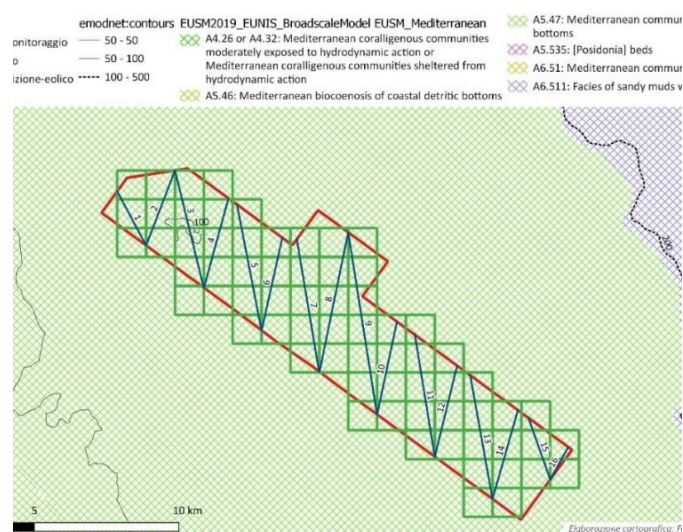 emodnet:contours EUSM2019_EUNIS_BroadscaleModel EUSM_Mediterranean
onitoraggio
50 - 50
50 - 100
izione-eolico
100 - 500
A4.26 or A4.32: Mediterranean coralligenous communities
moderately exposed to hydrodynamic action or
Mediterranean coralligenous communities sheltered from
hydrodynamic action
A5.46: Mediterranean biocoenosis of coastal detritic bottoms
A5.47: Mediterranean commun
bottoms
A5.535: [Posidonia] beds
A6.51: Mediterranean commun
A6.511: Facies of sandy muds w
1
2
3
100
4
5
6
7
8
9
10
11
12
13
14
15
16
200
5
10 km
Elaborazione cartografica: